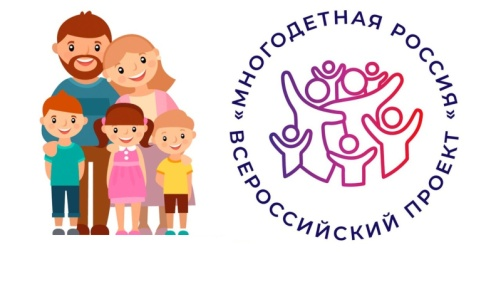 «МНОГОДЕТНАЯ РОССИЯ»
ВСЕРОССИЙСКИЙ ПРОЕКТ